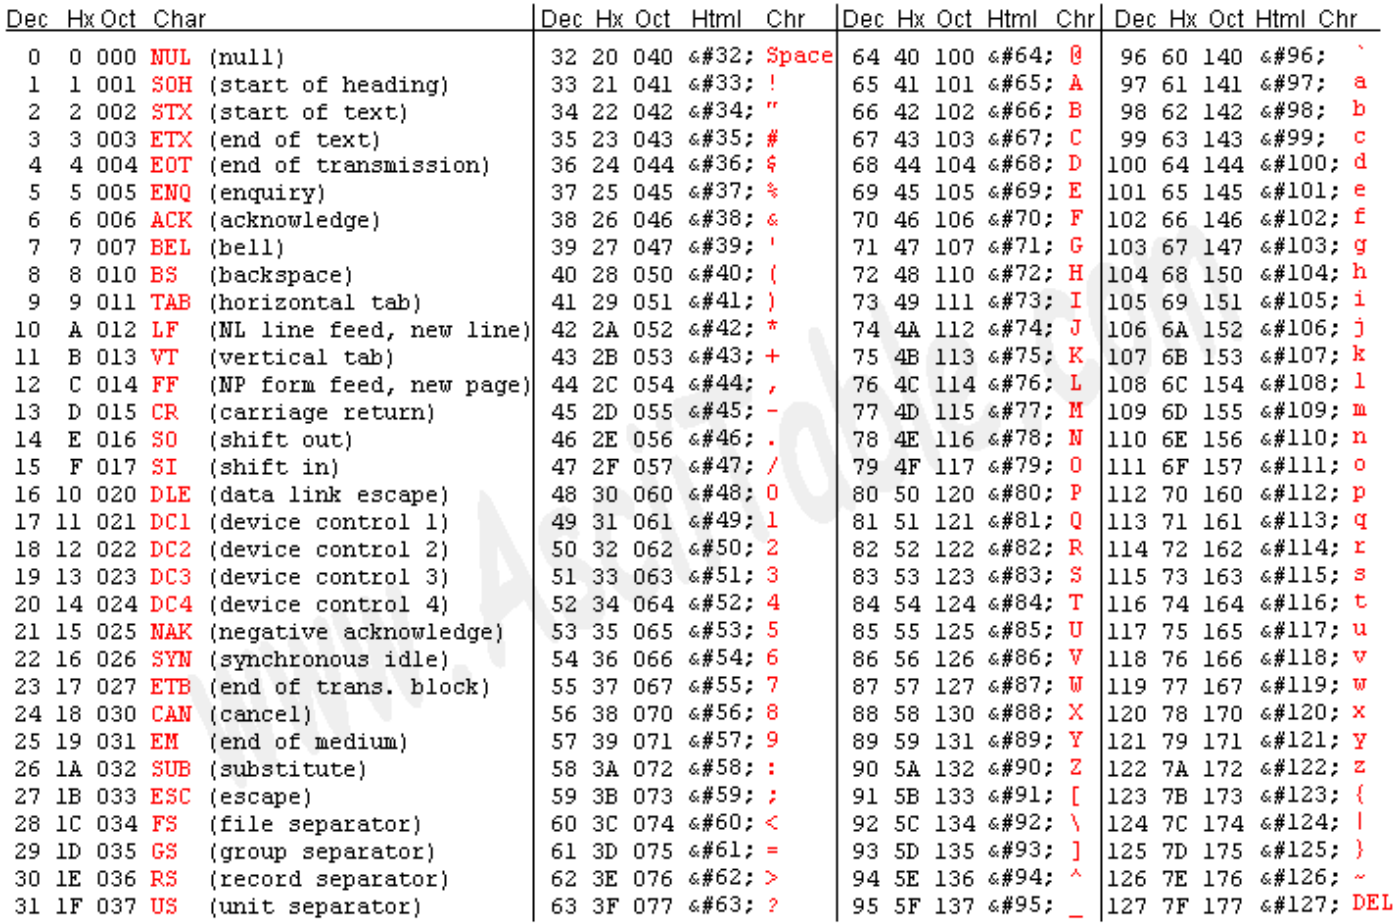 Dec Hx Oct Char Dec Hx Oct Html Chr Dec Hx Oct Html Chr Dec Hx Oct Html Chr
0 0 000 NUL (null) 32 20 040 &#32; Space 64 40 100 &#64; @ 96 60 140 &#96; `
1 1 001 SOH (start of heading) 33 21 041 &#33; ! 65 41 101 &#65; A 97 61 141 &#97; a
2 2 002 STX (start of text) 34 22 042 &#34; " 66 42 102 &#66; B 98 62 142 &#98; b
3 3 003 ETX (end of text) 35 23 043 &#35; # 67 43 103 &#67; C 99 63 143 &#99; c
4 4 004 EOT (end of transmission) 36 24 044 &#36; $ 68 44 104 &#68; D 100 64 144 &#100; d
5 5 005 ENQ (enquiry) 37 25 045 &#37; % 69 45 105 &#69; E 101 65 145 &#101; e
6 6 006 ACK (acknowledge) 38 26 046 &#38; & 70 46 106 &#70; F 102 66 146 &#102; f
7 7 007 BEL (bell) 39 27 047 &#39; ' 71 47 107 &#71; G 103 67 147 &#103; g
8 8 010 BS (backspace) 40 28 050 &#40; ( 72 48 110 &#72; H 104 68 150 &#104; h
9 9 011 TAB (horizontal tab) 41 29 051 &#41; ) 73 49 111 &#73; I 105 69 151 &#105; i
10 A 012 LF (NL line feed, new line) 42 2A 052 &#42; * 74 4A 112 &#74; J 106 6A 152 &#106; j
11 B 013 VT (vertical tab) 43 2B 053 &#43; + 75 4B 113 &#75; K 107 6B 153 &#107; k
12 C 014 FF (NP form feed, new page) 44 2C 054 &#44; , 76 4C 114 &#76; L 108 6C 154 &#108; l
13 D 015 CR (carriage return) 45 2D 055 &#45; - 77 4D 115 &#77; M 109 6D 155 &#109; m
14 E 016 SO (shift out) 46 2E 056 &#46; . 78 4E 116 &#78; N 110 6E 156 &#110; n
15 F 017 SI (shift in) 47 2F 057 &#47; / 79 4F 117 &#79; O 111 6F 157 &#111; o
16 10 020 DLE (data link escape) 48 30 060 &#48; 0 80 50 120 &#80; P 112 70 160 &#112; p
17 11 021 DC1 (device control 1) 49 31 061 &#49; 1 81 51 121 &#81; Q 113 71 161 &#113; q
18 12 022 DC2 (device control 2) 50 32 062 &#50; 2 82 52 122 &#82; R 114 72 162 &#114; r
19 13 023 DC3 (device control 3) 51 33 063 &#51; 3 83 53 123 &#83; S 115 73 163 &#115; s
20 14 024 DC4 (device control 4) 52 34 064 &#52; 4 84 54 124 &#84; T 116 74 164 &#116; t
21 15 025 NAK (negative acknowledge) 53 35 065 &#53; 5 85 55 125 &#85; U 117 75 165 &#117; u
22 16 026 SYN (synchronous idle) 54 36 066 &#54; 6 86 56 126 &#86; V 118 76 166 &#118; v
23 17 027 ETB (end of trans. block) 55 37 067 &#55; 7 87 57 127 &#87; W 119 77 167 &#119; w
24 18 030 CAN (cancel) 56 38 070 &#56; 8 88 58 130 &#88; X 120 78 170 &#120; x
25 19 031 EM (end of medium) 57 39 071 &#57; 9 89 59 131 &#89; Y 121 79 171 &#121; y
26 1A 032 SUB (substitute) 58 3A 072 &#58; : 90 5A 132 &#90; Z 122 7A 172 &#122; z
27 1B 033 ESC (escape) 59 3B 073 &#59; ; 91 5B 133 &#91; [ 123 7B 173 &#123; {
28 1C 034 FS (file separator) 60 3C 074 &#60; < 92 5C 134 &#92; \ 124 7C 174 &#124; |
29 1D 035 GS (group separator) 61 3D 075 &#61; = 93 5D 135 &#93; ] 125 7D 175 &#125; }
30 1E 036 RS (record separator) 62 3E 076 &#62; > 94 5E 136 &#94; ^ 126 7E 176 &#126; ~
31 1F 037 US (unit separator) 63 3F 077 &#63; ? 95 5F 137 &#95; _ 127 7F 177 &#127; DEL
www.AsciiTable.com